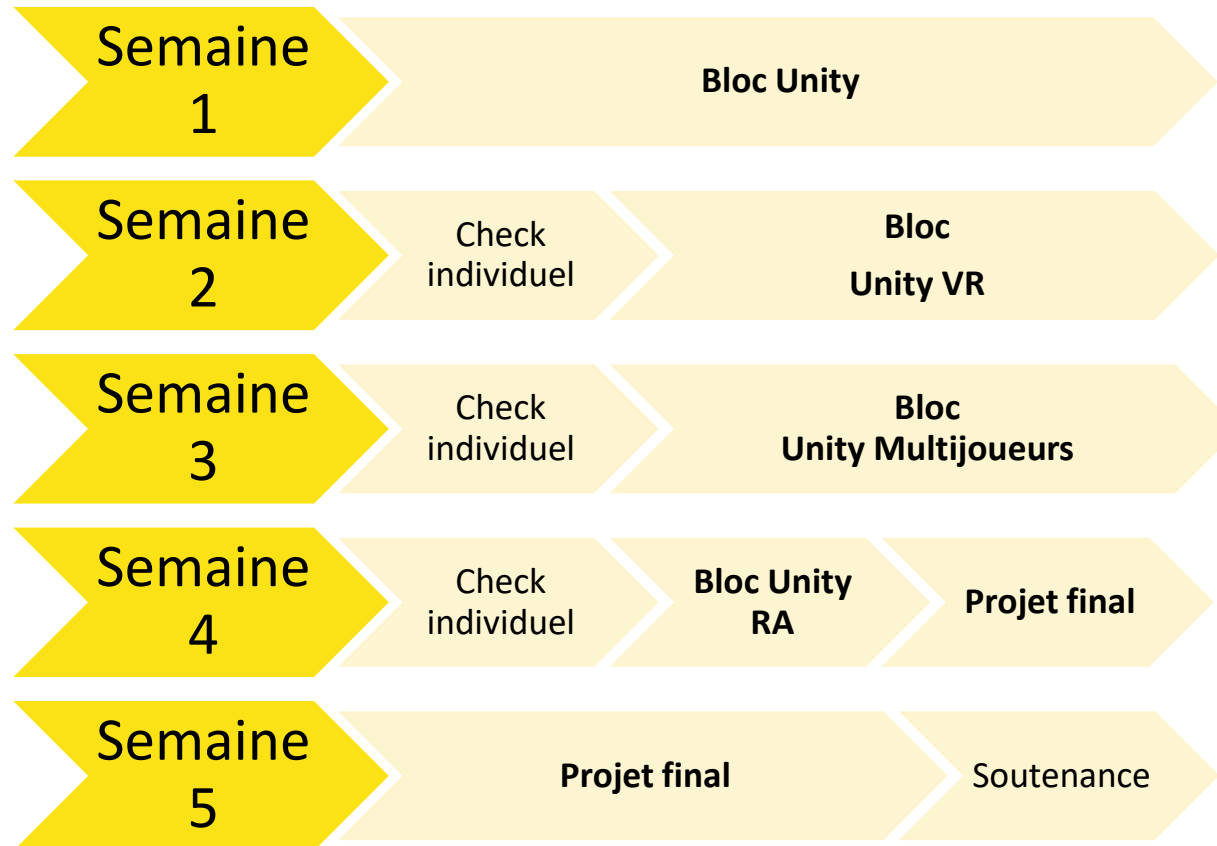 Semaine
1
Bloc Unity
Semaine
2
Check
individuel
Bloc
Unity VR
Semaine
3
Check
individuel
Bloc
Unity Multijoueurs
Semaine
4
Check
individuel
Bloc Unity
RA
Projet final
Semaine
5
Projet final
Soutenance